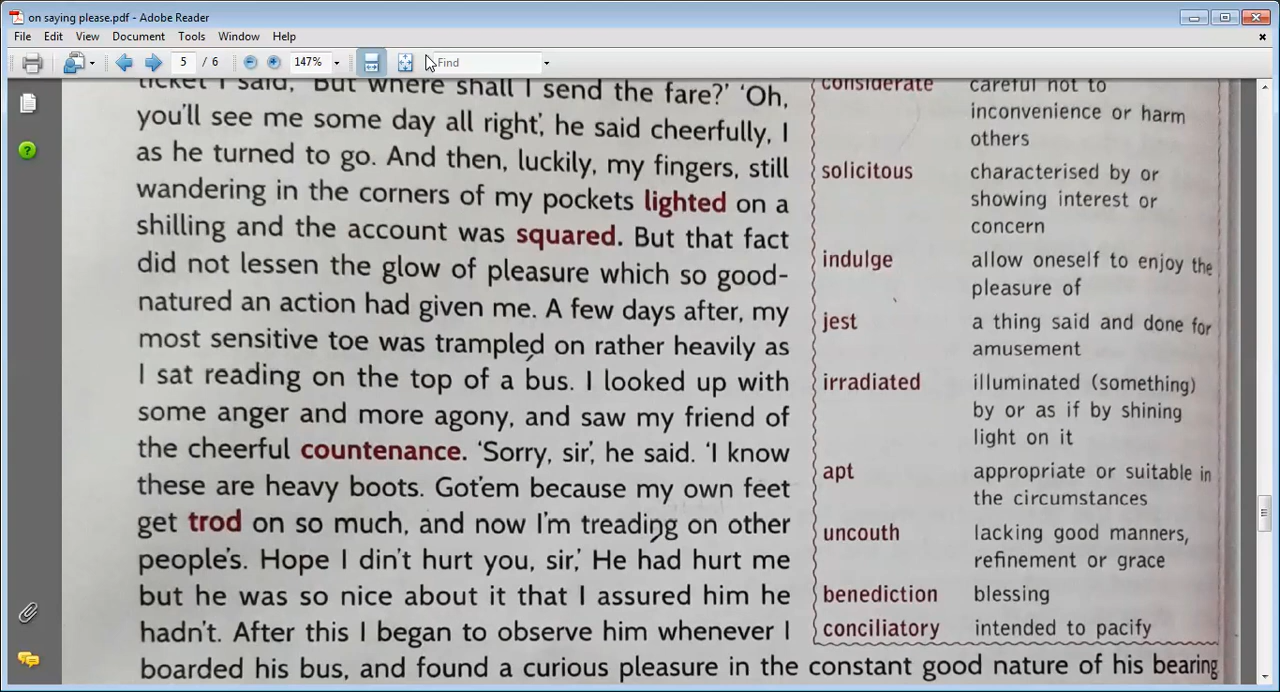 on saying please.pdf - Adobe Reader
File Edit View Document Tools Window Help
5 / 6 147% Find
ticket I said, 'But where shall I send the fare?' 'Oh,
you'll see me some day all right', he said cheerfully, I
as he turned to go. And then, luckily, my fingers, still
wandering in the corners of my pockets lighted on a
shilling and the account was squared. But that fact
did not lessen the glow of pleasure which so good-
natured an action had given me. A few days after, my
most sensitive toe was trampled on rather heavily as
I sat reading on the top of a bus. I looked up with
some anger and more agony, and saw my friend of
the cheerful countenance. 'Sorry, sir', he said. 'I know
these are heavy boots. Got'em because my own feet
get trod on so much, and now I'm treading on other
people's. Hope I din't hurt you, sir,' He had hurt me
but he was so nice about it that I assured him he
hadn't. After this I began to observe him whenever I
boarded his bus, and found a curious pleasure in the constant good nature of his bearing
considerate careful not to
inconvenience or harm
others
solicitous characterised by or
showing interest or
concern
indulge allow oneself to enjoy the
pleasure of
jest a thing said and done for
amusement
irradiated illuminated (something)
by or as if by shining
light on it
apt appropriate or suitable in
the circumstances
uncouth lacking good manners,
refinement or grace
benediction blessing
conciliatory intended to pacify